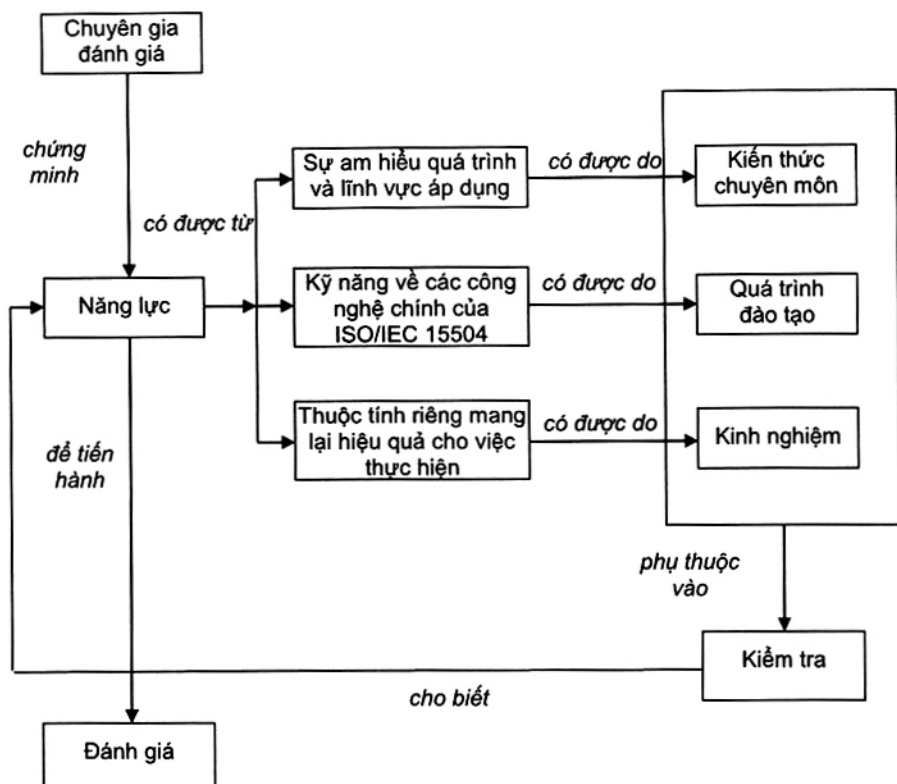 Chuyên gia
đánh giá
chứng
minh
có được từ
Năng lực
Sự am hiểu quá trình
và lĩnh vực áp dụng
có được do
Kiến thức
chuyên môn
Kỹ năng về các công
nghệ chính của
ISO/IEC 15504
có được do
Quá trình
đào tạo
Thuộc tính riêng mang
lại hiệu quả cho việc
thực hiện
có được do
Kinh nghiệm
để tiến
hành
phụ thuộc
vào
Kiểm tra
cho biết
Đánh giá